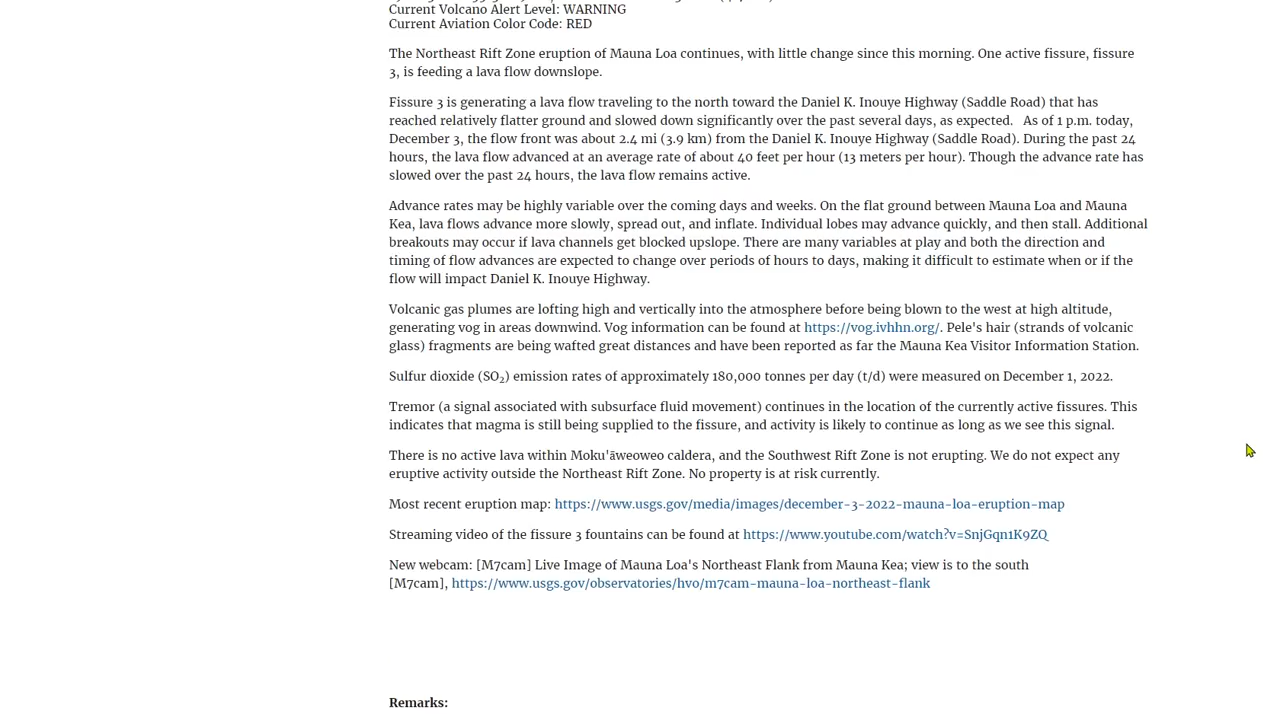 Current Volcano Alert Level: WARNING
Current Aviation Color Code: RED
The Northeast Rift Zone eruption of Mauna Loa continues, with little change since this morning. One active fissure, fissure
3, is feeding a lava flow downslope.
Fissure 3 is generating a lava flow traveling to the north toward the Daniel K. Inouye Highway (Saddle Road) that has
reached relatively flatter ground and slowed down significantly over the past several days, as expected.   As of 1 p.m. today,
December 3, the flow front was about 2.4 mi (3.9 km) from the Daniel K. Inouye Highway (Saddle Road). During the past 24
hours, the lava flow advanced at an average rate of about 40 feet per hour (13 meters per hour). Though the advance rate has
slowed over the past 24 hours, the lava flow remains active.
Advance rates may be highly variable over the coming days and weeks. On the flat ground between Mauna Loa and Mauna
Kea, lava flows advance more slowly, spread out, and inflate. Individual lobes may advance quickly, and then stall. Additional
breakouts may occur if lava channels get blocked upslope. There are many variables at play and both the direction and
timing of flow advances are expected to change over periods of hours to days, making it difficult to estimate when or if the
flow will impact Daniel K. Inouye Highway.
Volcanic gas plumes are lofting high and vertically into the atmosphere before being blown to the west at high altitude,
generating vog in areas downwind. Vog information can be found at https://vog.ivhhn.org/. Pele's hair (strands of volcanic
glass) fragments are being wafted great distances and have been reported as far the Mauna Kea Visitor Information Station.
Sulfur dioxide (SO₂) emission rates of approximately 180,000 tonnes per day (t/d) were measured on December 1, 2022.
Tremor (a signal associated with subsurface fluid movement) continues in the location of the currently active fissures. This
indicates that magma is still being supplied to the fissure, and activity is likely to continue as long as we see this signal.
There is no active lava within Moku'āweoweo caldera, and the Southwest Rift Zone is not erupting. We do not expect any
eruptive activity outside the Northeast Rift Zone. No property is at risk currently.
Most recent eruption map: https://www.usgs.gov/media/images/december-3-2022-mauna-loa-eruption-map
Streaming video of the fissure 3 fountains can be found at https://www.youtube.com/watch?v=SnjGqn1K9ZQ
New webcam: [M7cam] Live Image of Mauna Loa's Northeast Flank from Mauna Kea; view is to the south
[M7cam], https://www.usgs.gov/observatories/hvo/m7cam-mauna-loa-northeast-flank
Remarks: